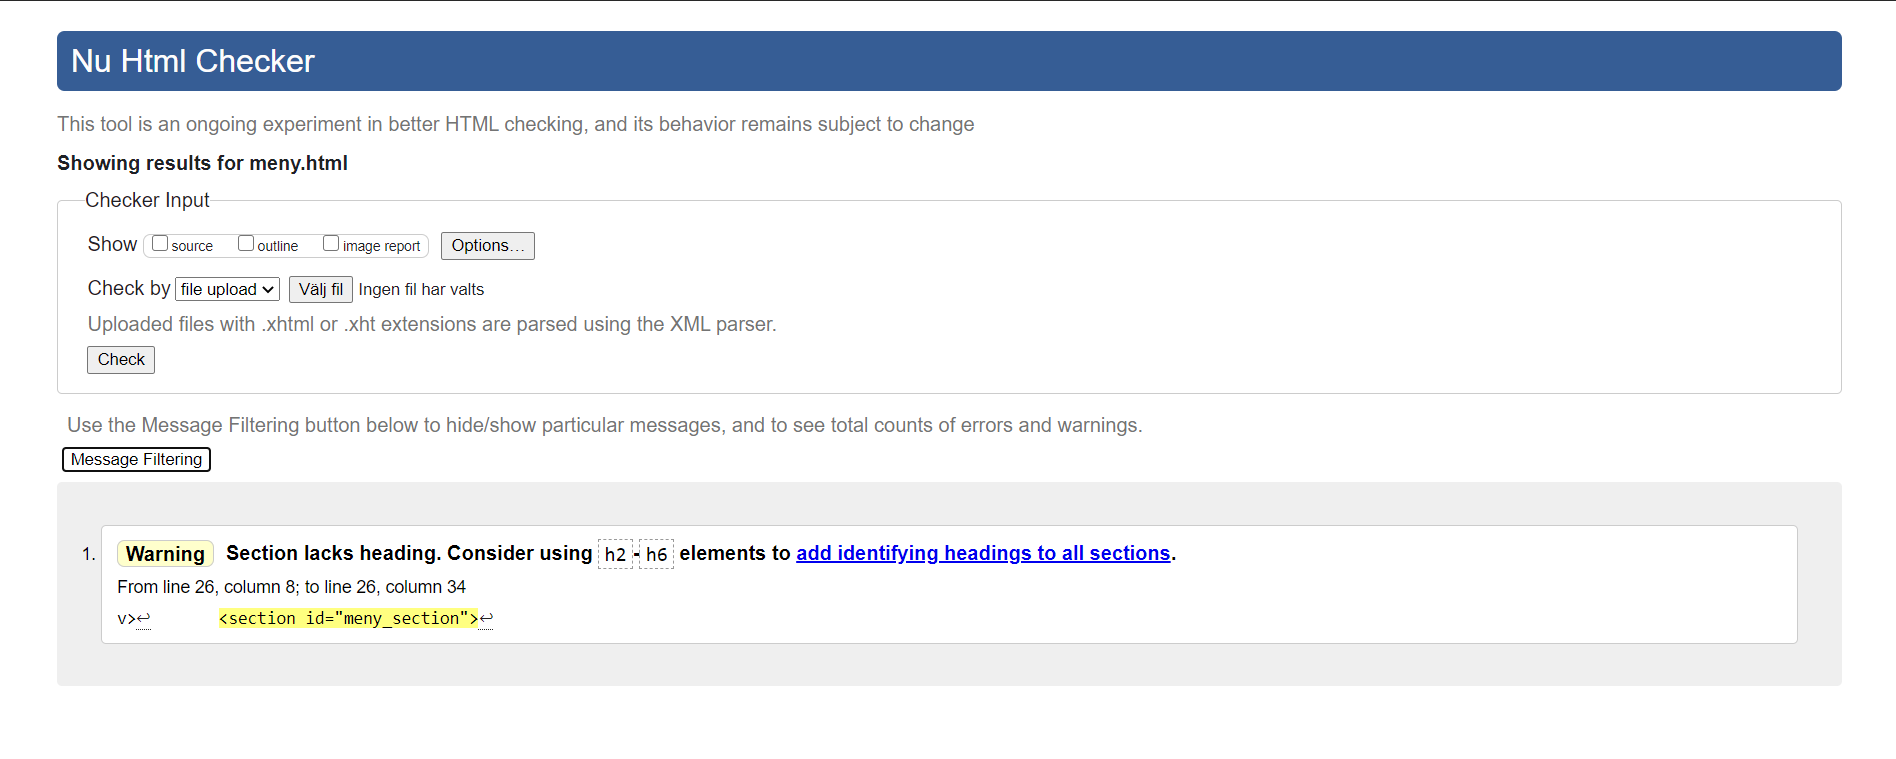 Nu Html Checker
This tool is an ongoing experiment in better HTML checking, and its behavior remains subject to change
Showing results for meny.html
Checker Input
Show source outline image report Options...
Check by file upload Välj fil Ingen fil har valts
Uploaded files with .xhtml or .xht extensions are parsed using the XML parser.
Check
Use the Message Filtering button below to hide/show particular messages, and to see total counts of errors and warnings.
Message Filtering
1. Warning Section lacks heading. Consider using h2-h6 elements to add identifying headings to all sections.
From line 26, column 8; to line 26, column 34
v>↩ <section id="meny_section">↩